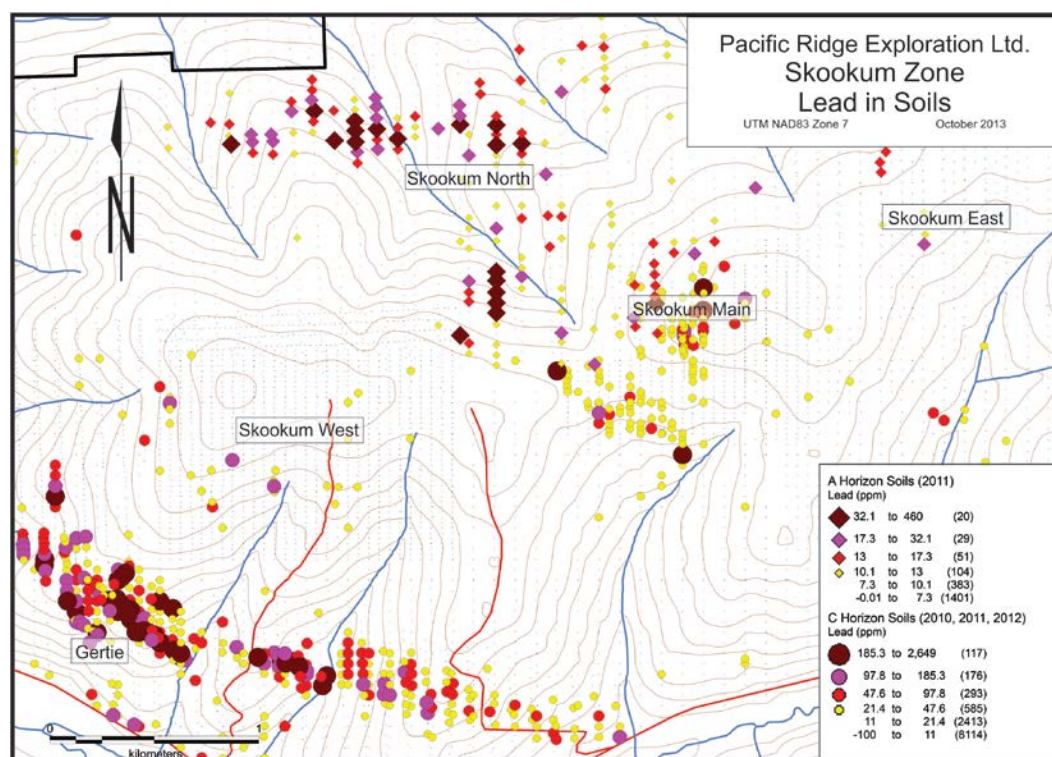 Pacific Ridge Exploration Ltd.
Skookum Zone
Lead in Soils
UTM NAD83 Zone 7 October 2013
N
Skookum North
Skookum East
Skookum Main
Skookum West
Gertie
0 1
kilometers
A Horizon Soils (2011)
Lead (ppm)
32.1 to 460 (20)
17.3 to 32.1 (29)
13 to 17.3 (51)
10.1 to 13 (104)
7.3 to 10.1 (383)
-0.01 to 7.3 (1401)
C Horizon Soils (2010, 2011, 2012)
Lead (ppm)
185.3 to 2,649 (117)
97.8 to 185.3 (176)
47.6 to 97.8 (293)
21.4 to 47.6 (585)
11 to 21.4 (2413)
-100 to 11 (8114)